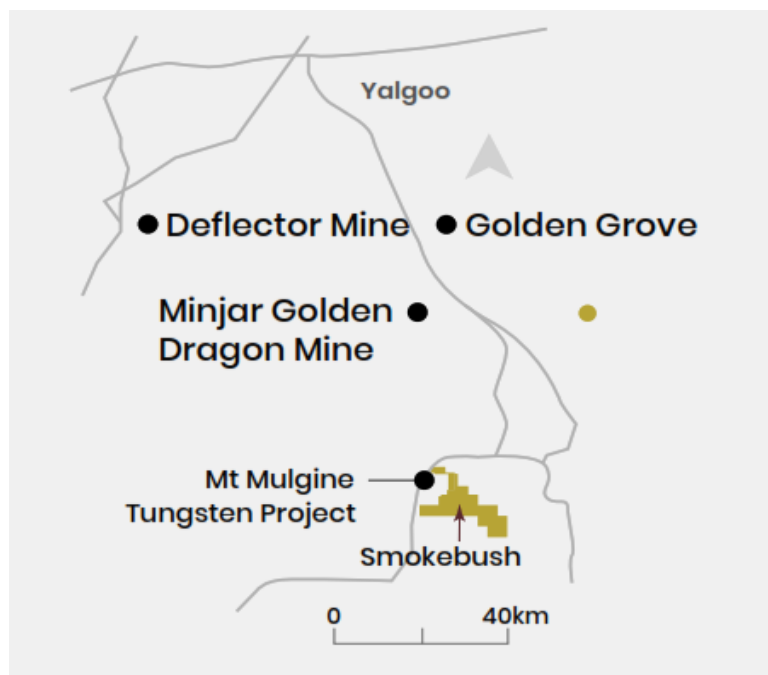 Yalgoo
Deflector Mine
Golden Grove
Minjar Golden
Dragon Mine
Mt Mulgine
Tungsten Project
Smokebush
0
40km